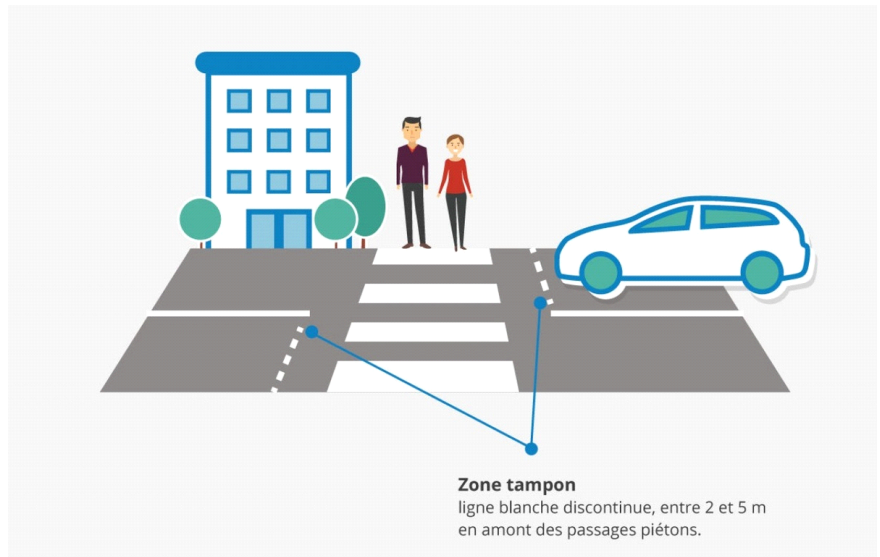 Zone tampon
ligne blanche discontinue, entre 2 et 5 m
en amont des passages piétons.